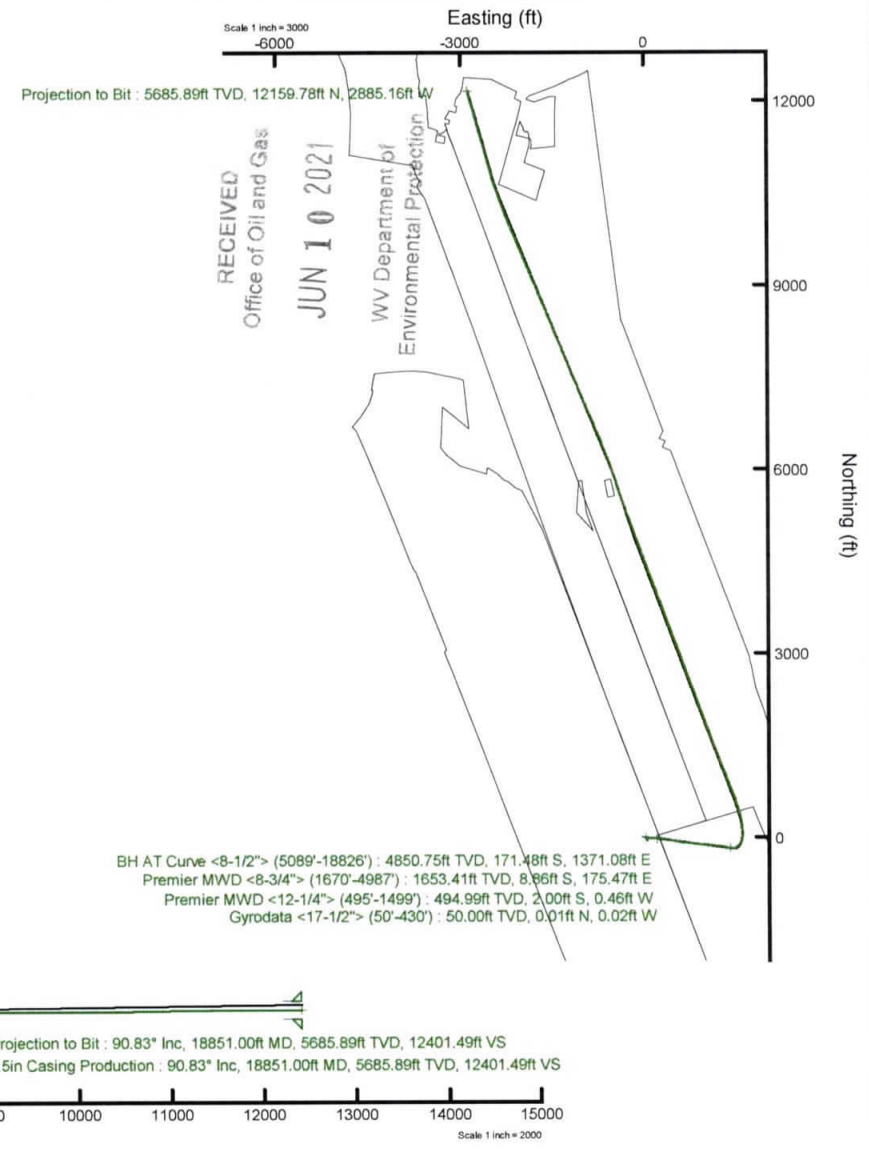 Easting (ft)
Scale 1 inch = 3000
-6000 -3000 0
Projection to Bit : 5685.89ft TVD, 12159.78ft N, 2885.16ft W
12000
RECEIVED
Office of Oil and Gas
JUN 10 2021
WV Department of
Environmental Protection
9000
6000
Northing (ft)
3000
0
BH AT Curve <8-1/2"> (5089'-18826') : 4850.75ft TVD, 171.48ft S, 1371.08ft E
Premier MWD <8-3/4"> (1670'-4987') : 1653.41ft TVD, 8.86ft S, 175.47ft E
Premier MWD <12-1/4"> (495'-1499') : 494.99ft TVD, 2.00ft S, 0.46ft W
Gyrodata <17-1/2"> (50'-430') : 50.00ft TVD, 0.01ft N, 0.02ft W
rojection to Bit : 90.83° Inc, 18851.00ft MD, 5685.89ft TVD, 12401.49ft VS
5in Casing Production : 90.83° Inc, 18851.00ft MD, 5685.89ft TVD, 12401.49ft VS
0 10000 11000 12000 13000 14000 15000
Scale 1 inch = 2000